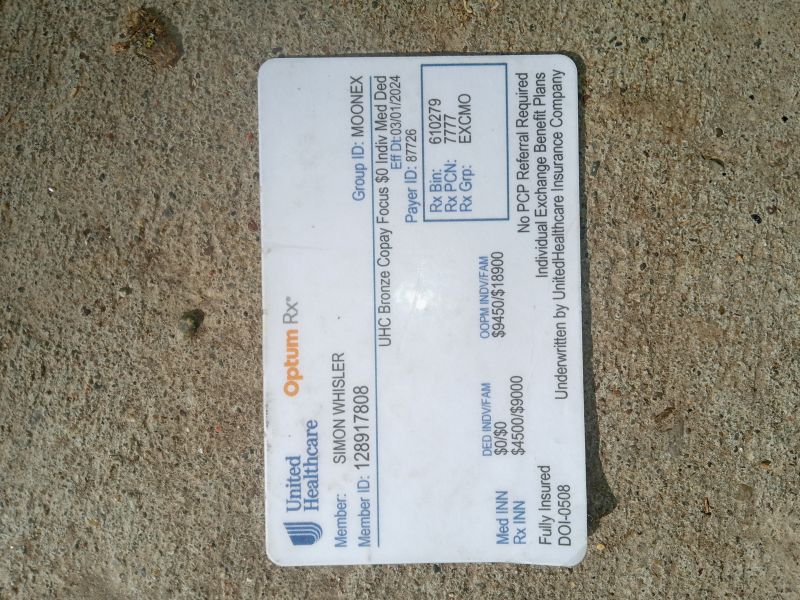 United
Healthcare
Optum Rx®
Member: SIMON WHISLER
Member ID: 128917808
Group ID: MOONEX
UHC Bronze Copay Focus $0 Indiv Med Ded
Eff Dt:03/01/2024
Payer ID: 87726
Rx Bin: 610279
Rx PCN: 7777
Rx Grp: EXCMO
DED INDV/FAM
OOPM INDV/FAM
Med INN $0/$0 $9450/$18900
Rx INN $4500/$9000
Fully Insured
No PCP Referral Required
DOI-0508
Individual Exchange Benefit Plans
Underwritten by UnitedHealthcare Insurance Company